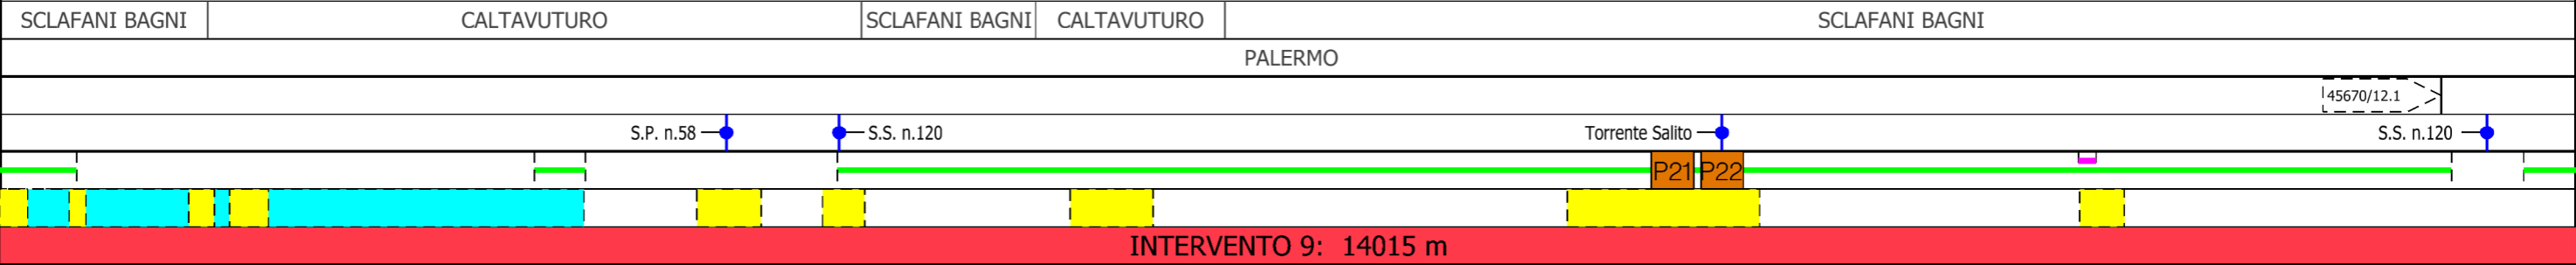 SCLAFANI BAGNI CALTAVUTURO SCLAFANI BAGNI CALTAVUTURO SCLAFANI BAGNI
PALERMO
45670/12.1
S.P. n.58 S.S. n.120 Torrente Salito S.S. n.120
P21 P22
INTERVENTO 9: 14015 m